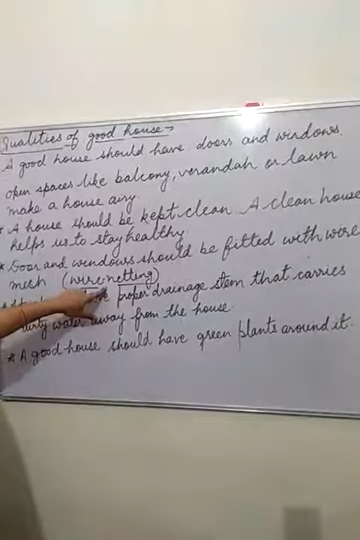 Qualities of good house →
A good house should have doors and windows.
open spaces like balcony, verandah or lawn
make a house airy
* A house should be kept clean. A clean house
helps us to stay healthy.
* Door and windows should be fitted with wire
mech (wire netting)
proper drainage stem that carries
dirty water away from the house.
* A good house should have green plants around it.